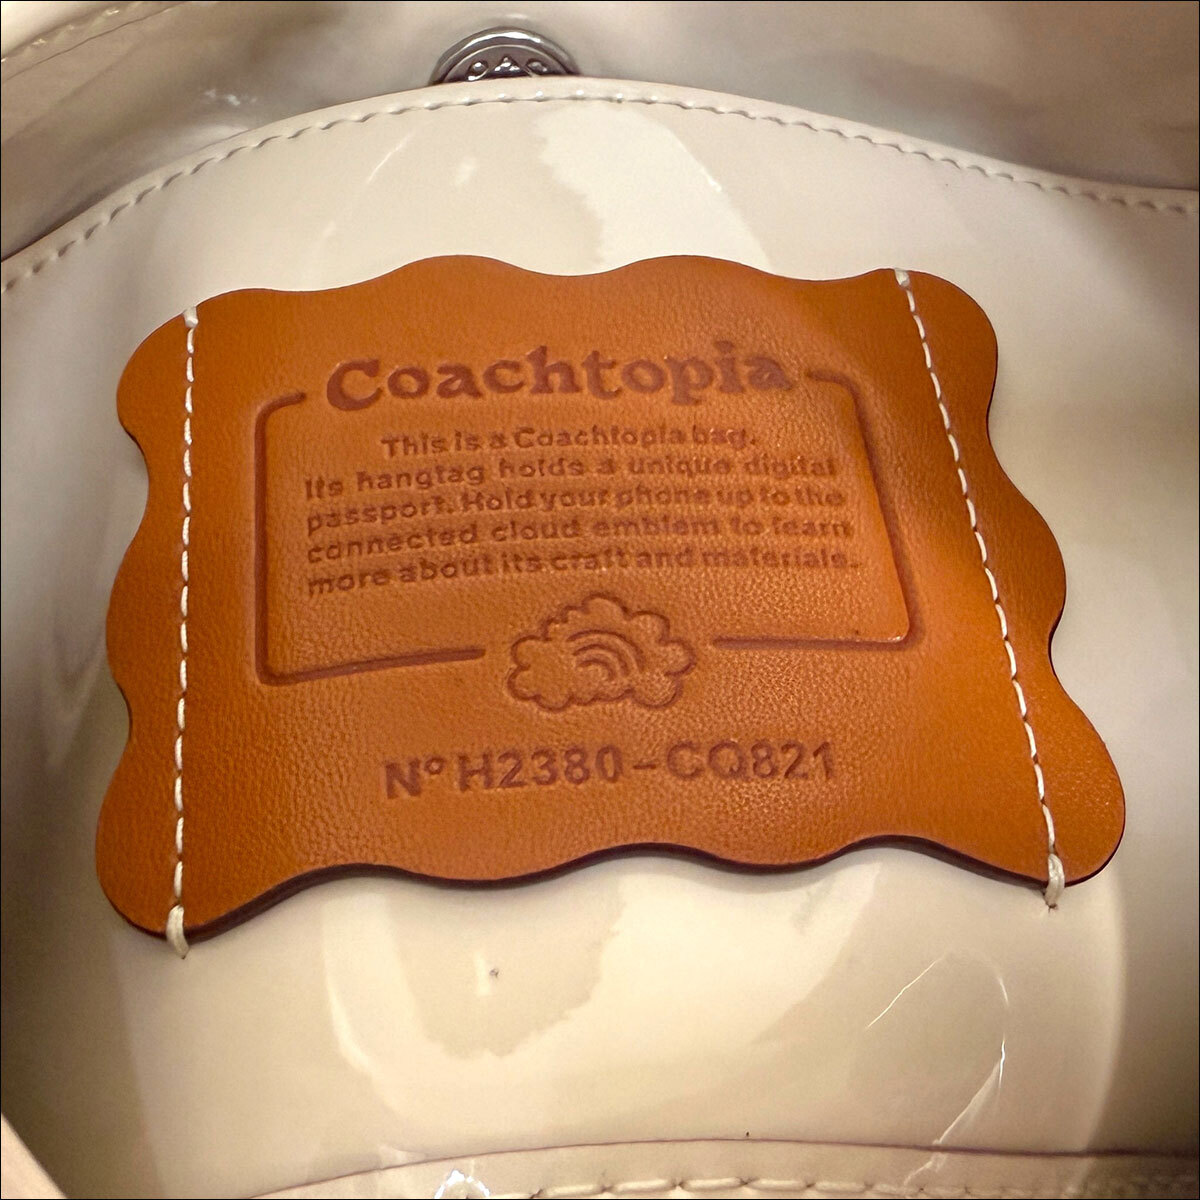 Coachtopia
This is a Coachtopia bag.
Its hangtag holds a unique digital
passport. Hold your phone up to the
connected cloud emblem to learn
more about its craft and materials.
Nº H2380-CQ821